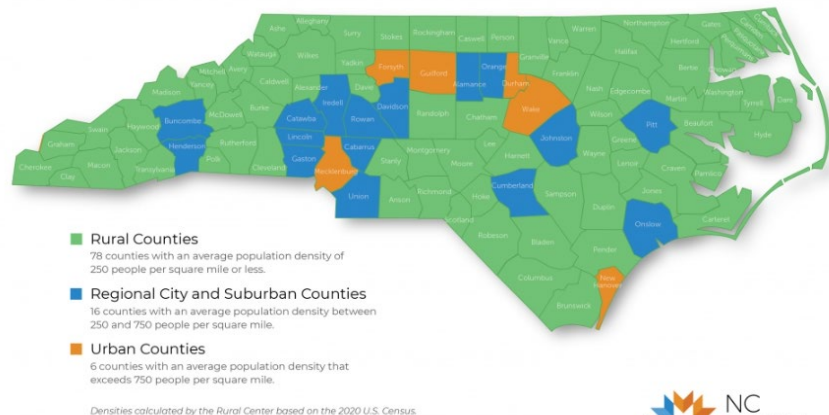 Alleghany
Ashe
Surry
Stokes
Rockingham
Caswell
Person
Granville
Vance
Warren
Northampton
Gates
Halifax
Hertford
Camden
Currituck
Watauga
Wilkes
Yadkin
Forsyth
Guilford
Alamance
Orange
Durham
Franklin
Bertie
Mitchell
Avery
Yancey
Caldwell
Alexander
Davie
Nash
Edgecombe
Martin
Washington
Tyrrell
Dare
Madison
Iredell
Davidson
Wake
Burke
Randolph
Chatham
Wilson
Buncombe
McDowell
Catawba
Rowan
Johnston
Pitt
Beaufort
Hyde
Haywood
Swain
Lincoln
Greene
Graham
Henderson
Rutherford
Cabarrus
Montgomery
Lee
Harnett
Wayne
Lenoir
Jackson
Polk
Cleveland
Gaston
Stanly
Moore
Craven
Pamlico
Cherokee
Macon
Transylvania
Mecklenburg
Clay
Cumberland
Jones
Union
Anson
Richmond
Hoke
Sampson
Duplin
Carteret
Scotland
Onslow
Robeson
Bladen
Pender
Columbus
New
Hanover
Brunswick
Rural Counties
78 counties with an average population density of
250 people per square mile or less.
Regional City and Suburban Counties
16 counties with an average population density between
250 and 750 people per square mile.
Urban Counties
6 counties with an average population density that
exceeds 750 people per square mile.
Densities calculated by the Rural Center based on the 2020 U.S. Census.
NC